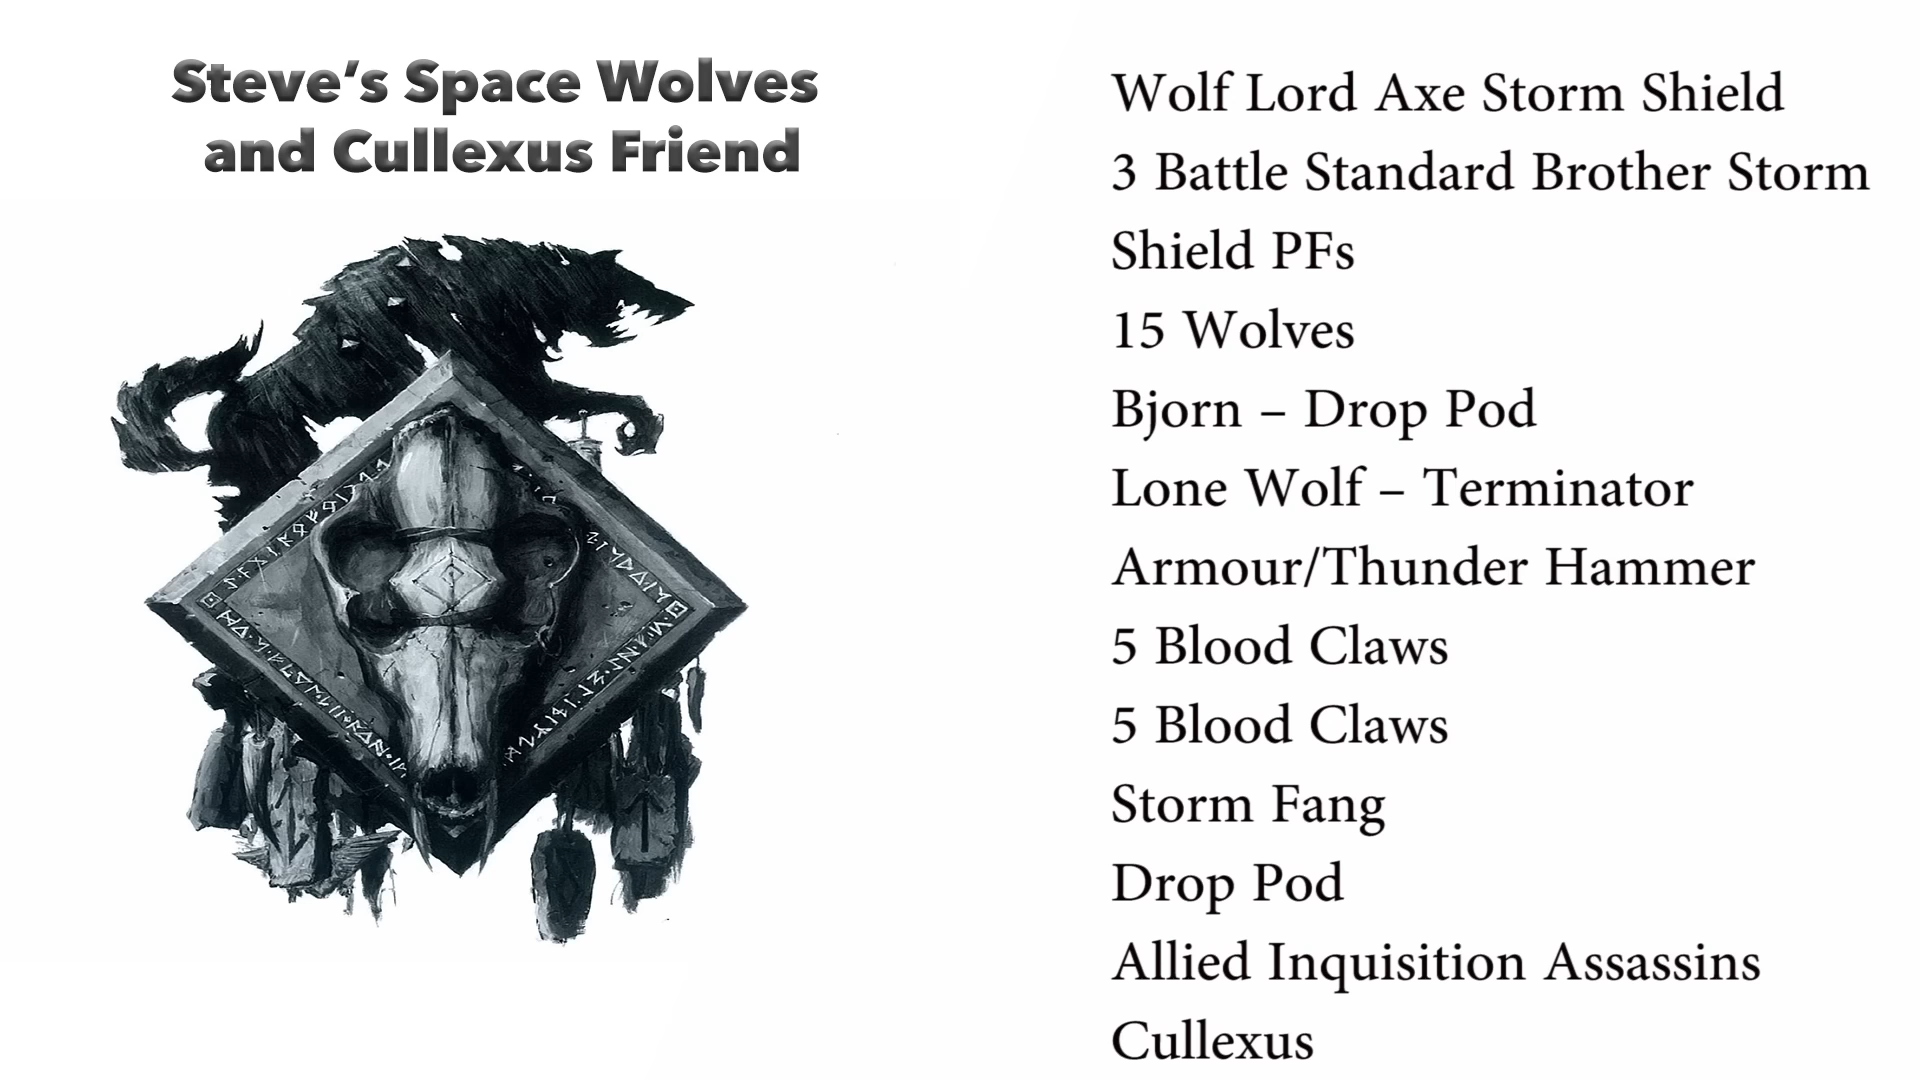 Steve's Space Wolves
and Cullexus Friend
Wolf Lord Axe Storm Shield
3 Battle Standard Brother Storm
Shield PFs
15 Wolves
Bjorn – Drop Pod
Lone Wolf – Terminator
Armour/Thunder Hammer
5 Blood Claws
5 Blood Claws
Storm Fang
Drop Pod
Allied Inquisition Assassins
Cullexus